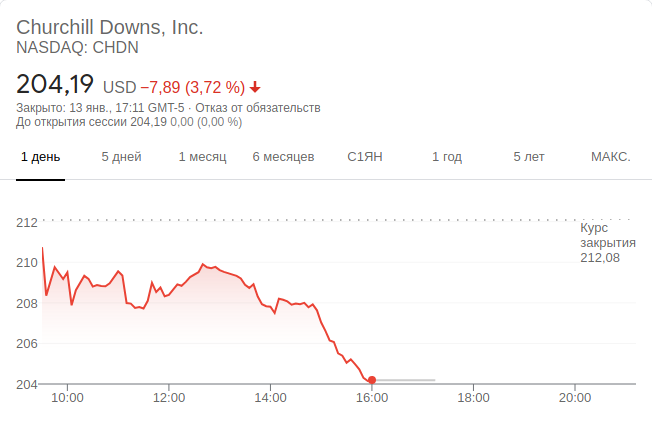 Churchill Downs, Inc.
NASDAQ: CHDN
204,19 USD −7,89 (3,72 %)
Закрыто: 13 янв., 17:11 GMT-5 · Отказ от обязательств
До открытия сессии 204,19 0,00 (0,00 %)
1 день 5 дней 1 месяц 6 месяцев С1ЯН 1 год 5 лет МАКС.
212
Курс
закрытия
212,08
210
208
206
204
10:00 12:00 14:00 16:00 18:00 20:00